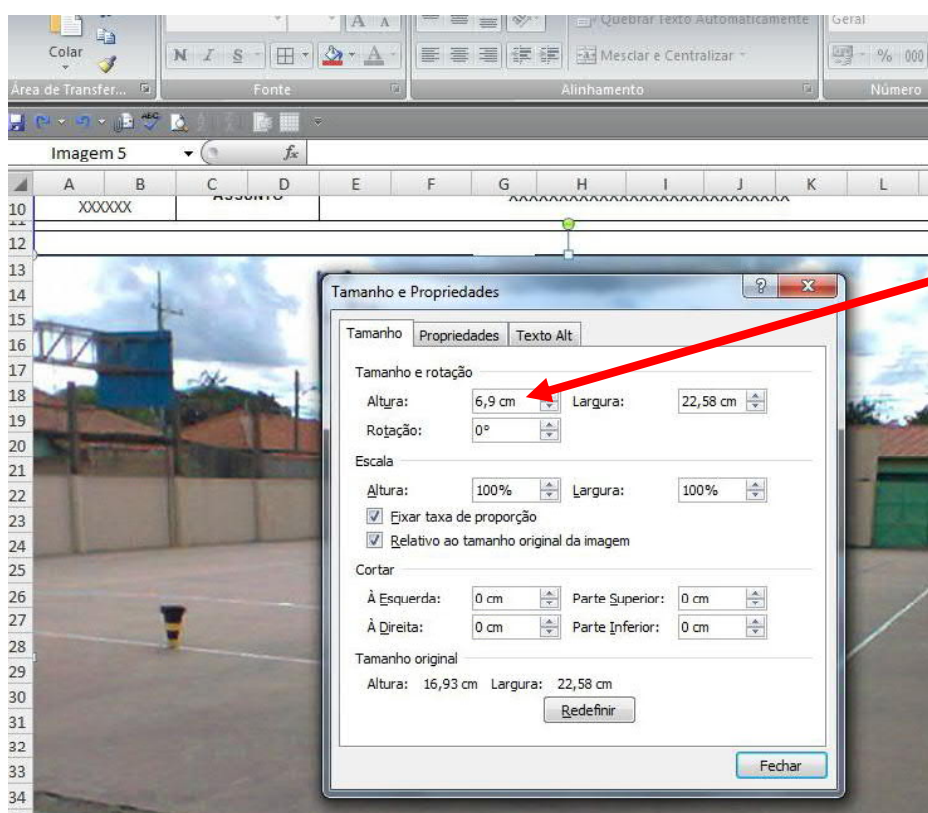 Quebrar Texto Automaticamente Geral
Colar
N I S A A A Mesclar e Centralizar % 000
Área de Transfer... Fonte Alinhamento Número
ABC
Imagem 5 fx
A B C D E F G H I J K L
10 XXXXXX ASSUNTO XXXXXXXXXXXXXXXXXXXXXXXXXXX
11
12
13
14 Tamanho e Propriedades
15
16 Tamanho Propriedades Texto Alt
17 Tamanho e rotação
18 Altura: 6,9 cm Largura: 22,58 cm
19 Rotação: 0°
20
21 Escala
22 Altura: 100% Largura: 100%
23 Fixar taxa de proporção
24 Relativo ao tamanho original da imagem
25 Cortar
26 À Esquerda: 0 cm Parte Superior: 0 cm
27 À Direita: 0 cm Parte Inferior: 0 cm
28 Tamanho original
29 Altura: 16,93 cm Largura: 22,58 cm
30 Redefinir
31
32
33 Fechar
34